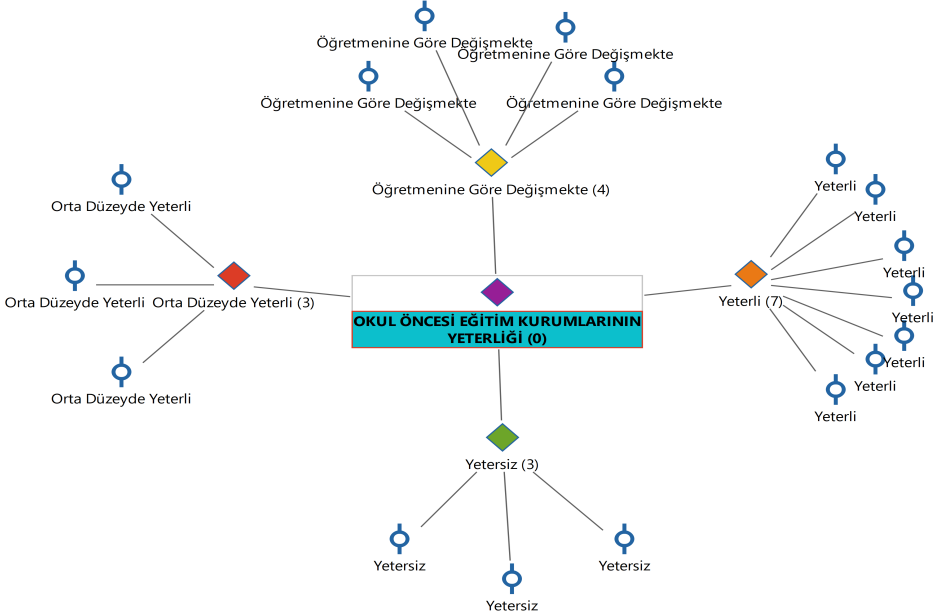 Öğretmenine Göre Değişmekte
Öğretmenine Göre Değişmekte
Öğretmenine Göre Değişmekte
Öğretmenine Göre Değişmekte
Öğretmenine Göre Değişmekte (4)
Orta Düzeyde Yeterli
Orta Düzeyde Yeterli
Orta Düzeyde Yeterli (3)
Orta Düzeyde Yeterli
OKUL ÖNCESİ EĞİTİM KURUMLARININ
YETERLİĞİ (0)
Yeterli
Yeterli
Yeterli
Yeterli (7)
Yeterli
Yeterli
Yeterli
Yeterli
Yetersiz (3)
Yetersiz
Yetersiz
Yetersiz